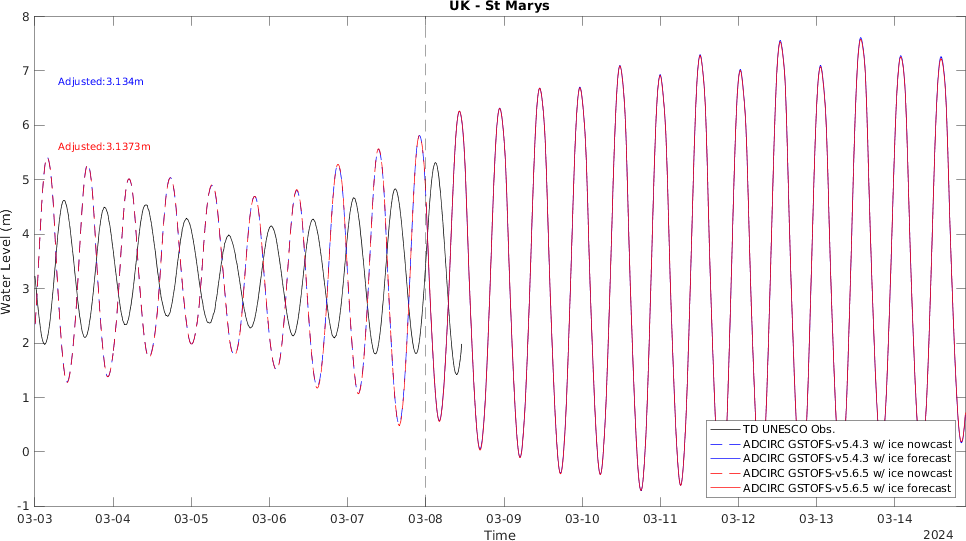 UK - St Marys
8
7
6
5
4
3
2
1
0
-1
Water Level (m)
Adjusted:3.134m
Adjusted:3.1373m
TD UNESCO Obs.
ADCIRC GSTOFS-v5.4.3 w/ ice nowcast
ADCIRC GSTOFS-v5.4.3 w/ ice forecast
ADCIRC GSTOFS-v5.6.5 w/ ice nowcast
ADCIRC GSTOFS-v5.6.5 w/ ice forecast
03-03 03-04 03-05 03-06 03-07 03-08 03-09 03-10 03-11 03-12 03-13 03-14
Time
2024